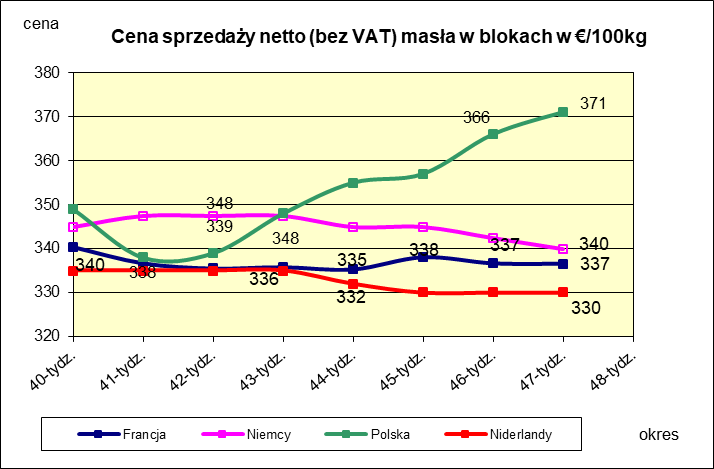 cena
Cena sprzedaży netto (bez VAT) masła w blokach w €/100kg
380
370
360
350
340
330
320
371
366
348
339
348
340
338
340
337
338
335
336
337
332
330
40-tydz.
41-tydz.
42-tydz.
43-tydz.
44-tydz.
45-tydz.
46-tydz.
47-tydz.
48-tydz.
Francja
Niemcy
Polska
Niderlandy
okres